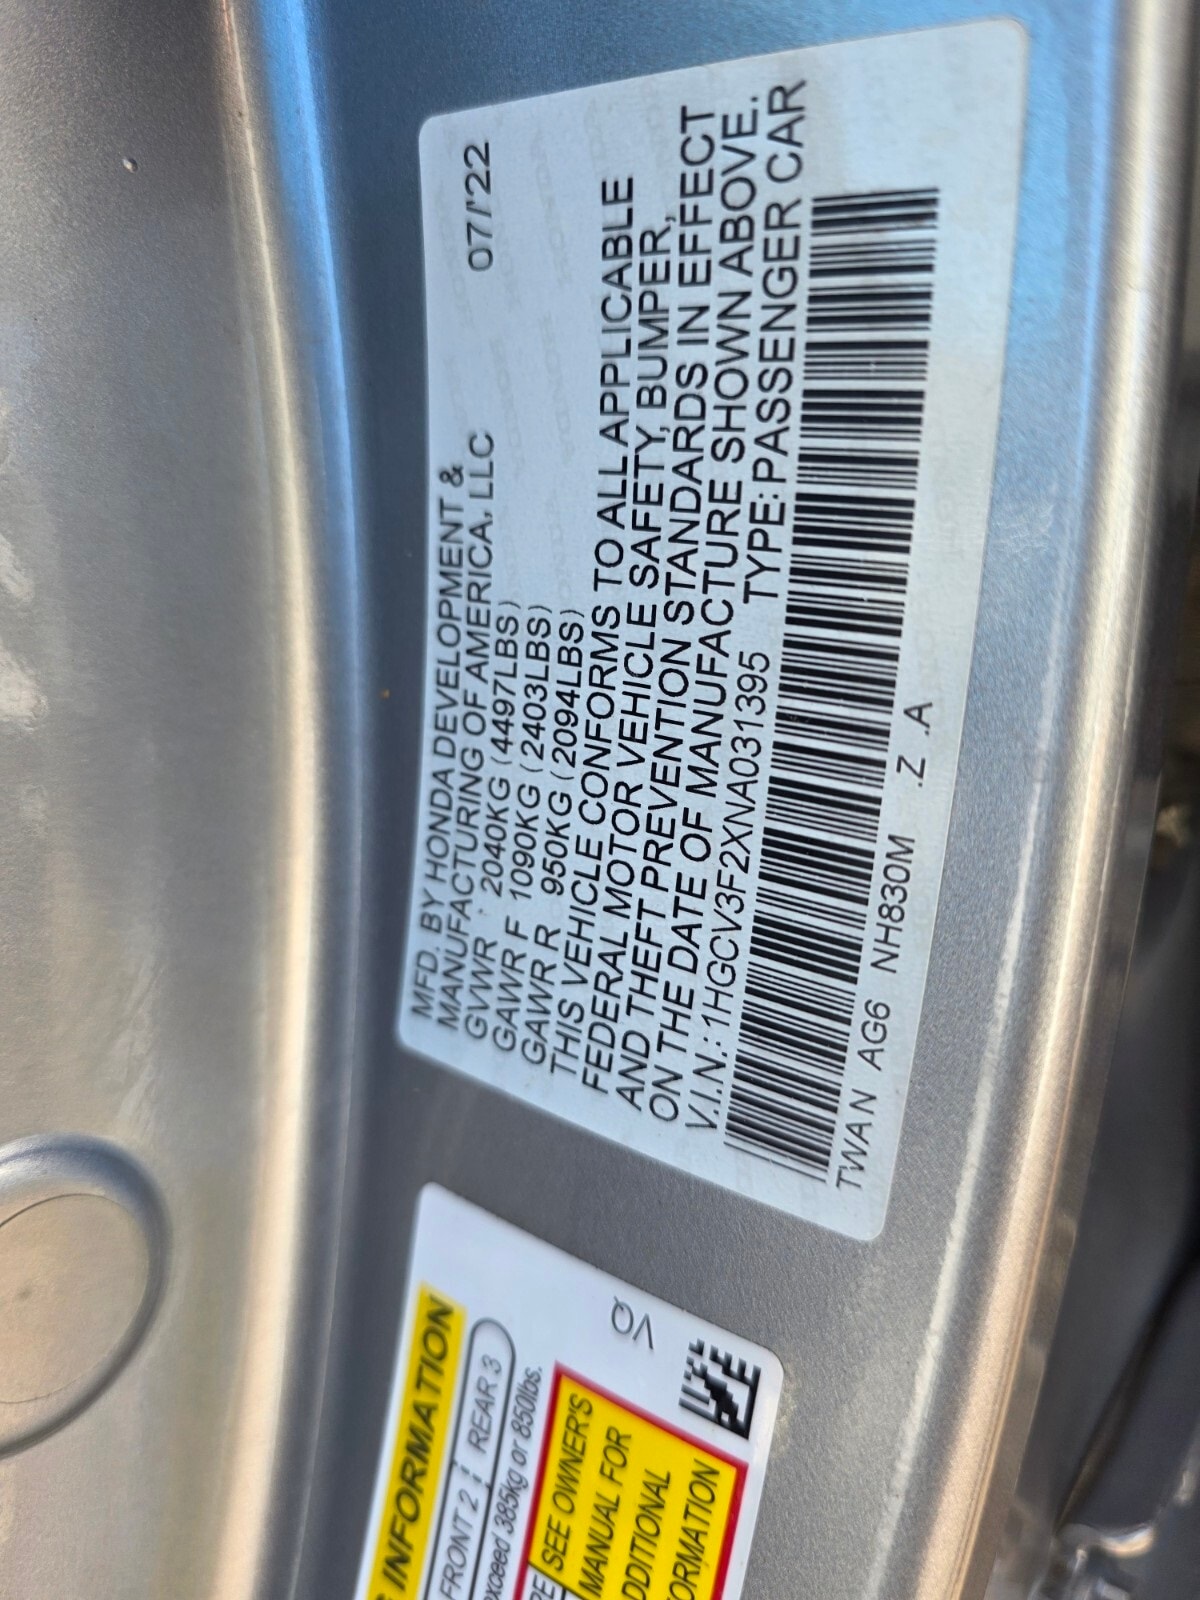 MFD. BY HONDA DEVELOPMENT &
MANUFACTURING OF AMERICA, LLC 07/'22
GVWR : 2040KG (4497LBS)
GAWR F 1090KG (2403LBS)
GAWR R 950KG (2094LBS)
THIS VEHICLE CONFORMS TO ALL APPLICABLE
FEDERAL MOTOR VEHICLE SAFETY, BUMPER,
AND THEFT PREVENTION STANDARDS IN EFFECT
ON THE DATE OF MANUFACTURE SHOWN ABOVE.
V.I.N.: 1HGCV3F2XNA031395 TYPE: PASSENGER CAR
TWAN AG6 NH830M .Z .A
INFORMATION
FRONT 2 REAR 3
exceed 385kg or 850lbs.
SEE OWNER'S
MANUAL FOR